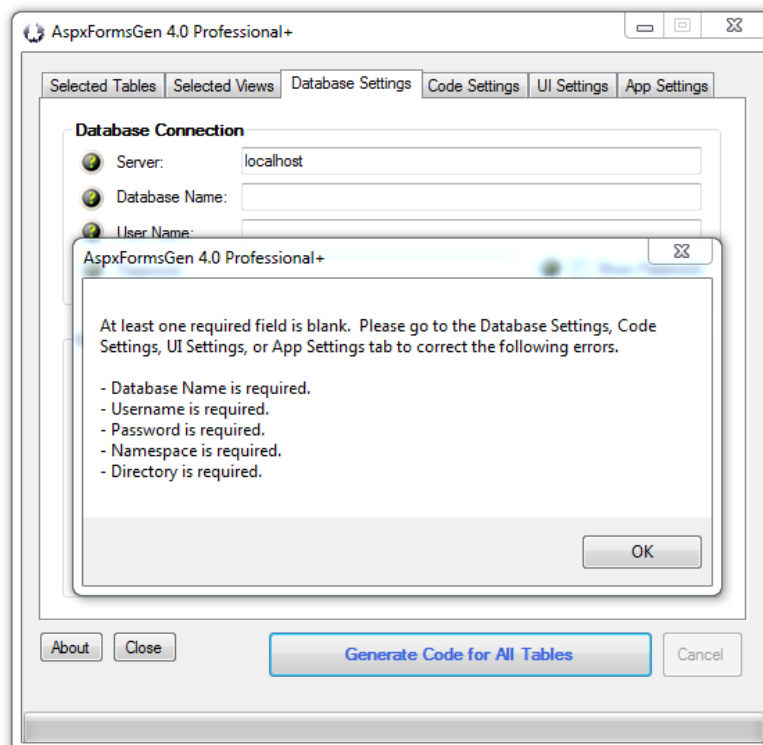 AspxFormsGen 4.0 Professional+
Selected Tables Selected Views Database Settings Code Settings UI Settings App Settings
Database Connection
Server: localhost
Database Name:
User Name:
AspxFormsGen 4.0 Professional+
At least one required field is blank. Please go to the Database Settings, Code
Settings, UI Settings, or App Settings tab to correct the following errors.
- Database Name is required.
- Username is required.
- Password is required.
- Namespace is required.
- Directory is required.
OK
About Close Generate Code for All Tables Cancel